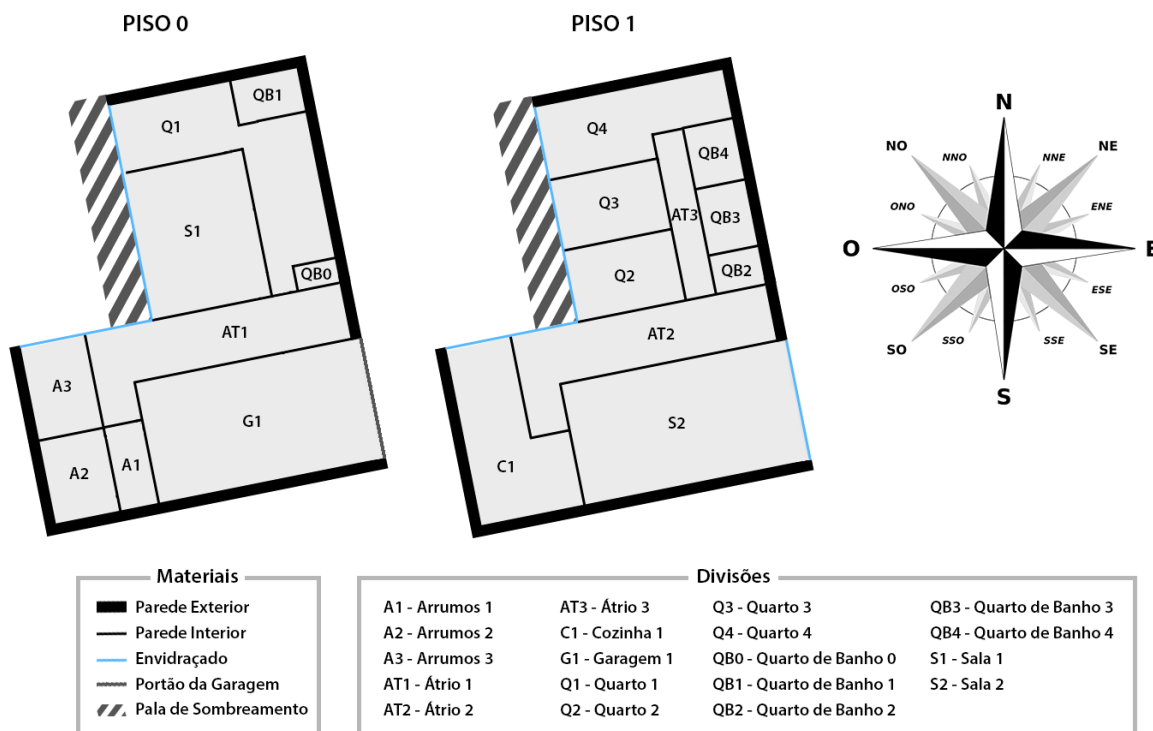 PISO 0
PISO 1
QB1
Q1
S1
QB0
AT1
A3
G1
A2
A1
Q4
QB4
Q3
AT3
QB3
Q2
QB2
AT2
S2
C1
N
NO
NNO
NNE
NE
ONO
ENE
O
E
OSO
ESE
SO
SSO
SSE
SE
S
Materiais
Parede Exterior
Parede Interior
Envidraçado
Portão da Garagem
Pala de Sombreamento
Divisões
A1 - Arrumos 1
A2 - Arrumos 2
A3 - Arrumos 3
AT1 - Átrio 1
AT2 - Átrio 2
AT3 - Átrio 3
C1 - Cozinha 1
G1 - Garagem 1
Q1 - Quarto 1
Q2 - Quarto 2
Q3 - Quarto 3
Q4 - Quarto 4
QB0 - Quarto de Banho 0
QB1 - Quarto de Banho 1
QB2 - Quarto de Banho 2
QB3 - Quarto de Banho 3
QB4 - Quarto de Banho 4
S1 - Sala 1
S2 - Sala 2